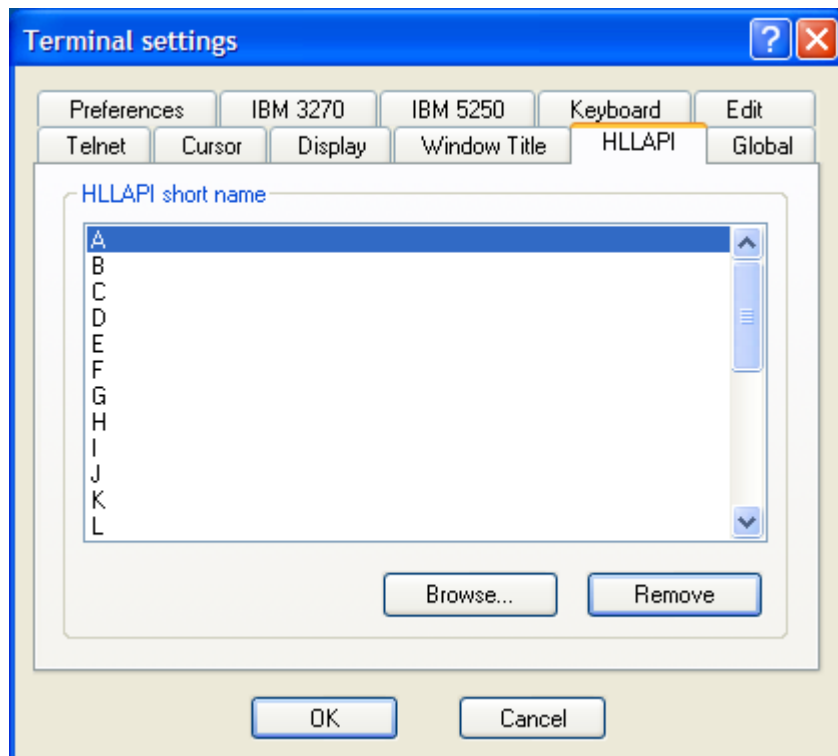 Terminal settings
Preferences IBM 3270 IBM 5250 Keyboard Edit
Telnet Cursor Display Window Title HLLAPI Global
HLLAPI short name
A
B
C
D
E
F
G
H
I
J
K
L
Browse... Remove
OK Cancel